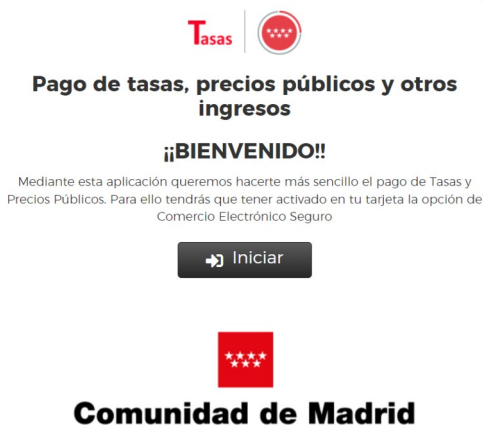 Tasas
Pago de tasas, precios públicos y otros
ingresos
¡¡BIENVENIDO!!
Mediante esta aplicación queremos hacerte más sencillo el pago de Tasas y
Precios Públicos. Para ello tendrás que tener activado en tu tarjeta la opción de
Comercio Electrónico Seguro
Iniciar
Comunidad de Madrid